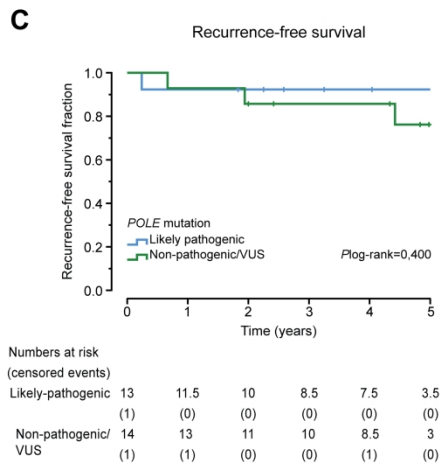 C
Recurrence-free survival
Recurrence-free survival fraction
1.0
0.8
0.6
0.4
0.2
0.0
POLE mutation
Likely pathogenic
Non-pathogenic/VUS
Plog-rank=0,400
0 1 2 3 4 5
Time (years)
Numbers at risk
(censored events)
Likely-pathogenic 13 11.5 10 8.5 7.5 3.5
(1) (0) (0) (0) (0) (0)
Non-pathogenic/ 14 13 11 10 8.5 3
VUS (1) (1) (0) (0) (1) (0)